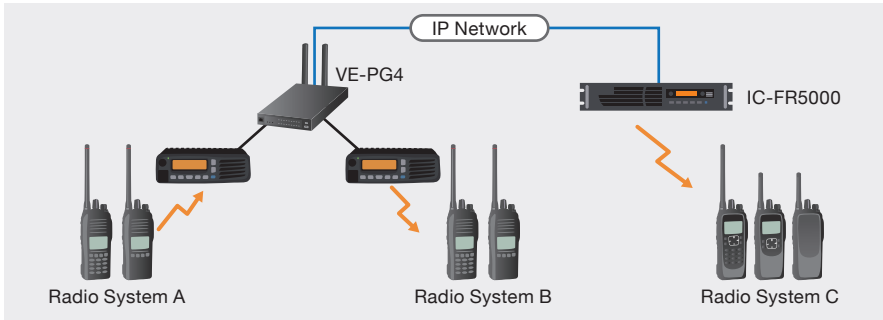 IP Network
VE-PG4
IC-FR5000
Radio System A
Radio System B
Radio System C